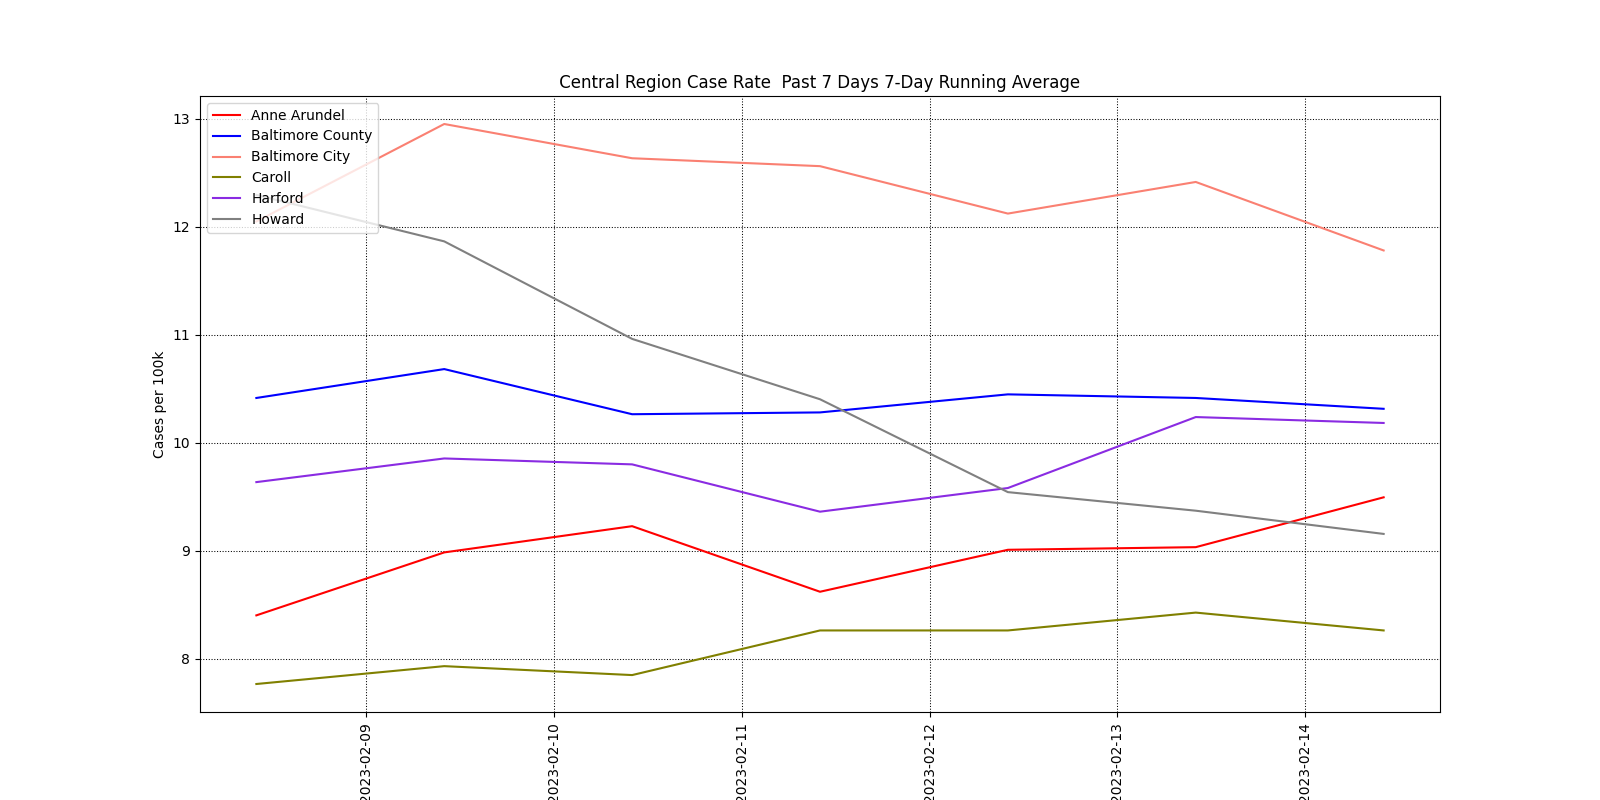 Central Region Case Rate  Past 7 Days 7-Day Running Average
Anne Arundel
Baltimore County
Baltimore City
Caroll
Harford
Howard
Cases per 100k
13
12
11
10
9
8
2023-02-09
2023-02-10
2023-02-11
2023-02-12
2023-02-13
2023-02-14